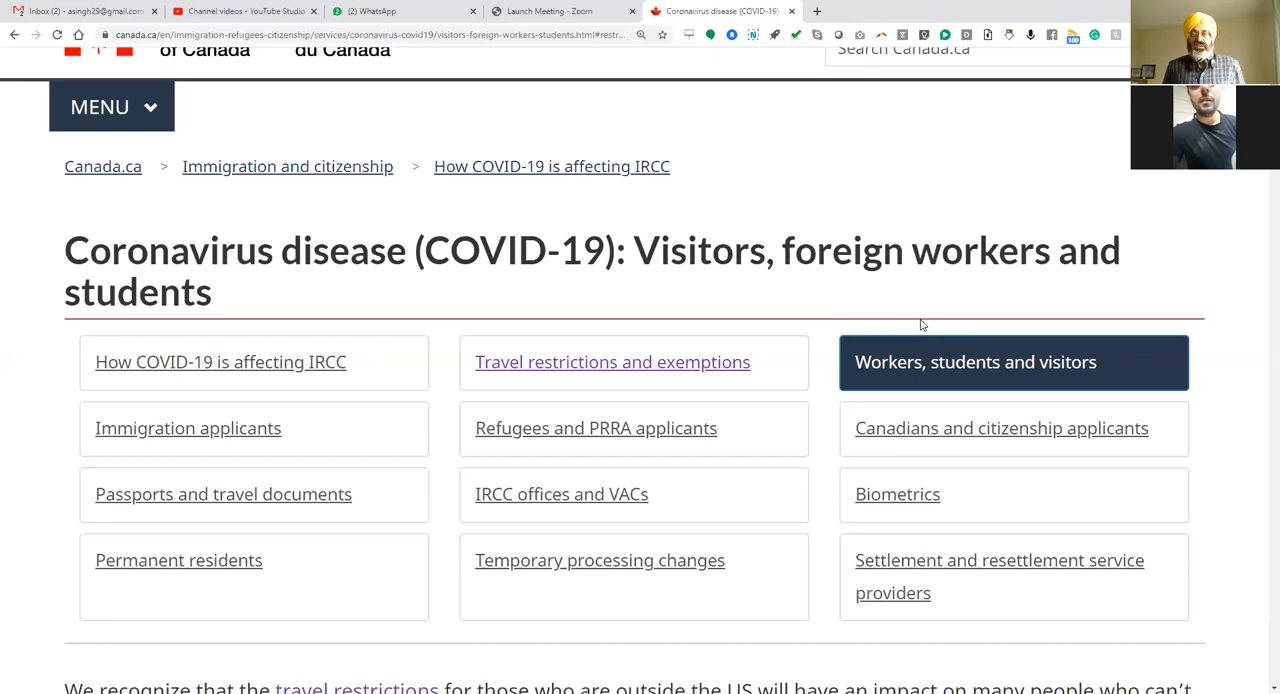 Inbox (2) - asingh29@gmail.com
Channel videos - YouTube Studio
(2) WhatsApp
Launch Meeting - Zoom
Coronavirus disease (COVID-19)
canada.ca/en/immigration-refugees-citizenship/services/coronavirus-covid19/visitors-foreign-workers-students.html#restr...
of Canada du Canada
Search Canada.ca
MENU
Canada.ca > Immigration and citizenship > How COVID-19 is affecting IRCC
Coronavirus disease (COVID-19): Visitors, foreign workers and
students
How COVID-19 is affecting IRCC
Travel restrictions and exemptions
Workers, students and visitors
Immigration applicants
Refugees and PRRA applicants
Canadians and citizenship applicants
Passports and travel documents
IRCC offices and VACs
Biometrics
Permanent residents
Temporary processing changes
Settlement and resettlement service
providers
We recognize that the travel restrictions for those who are outside the US will have an impact on many people who can't